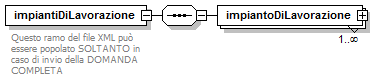 impiantiDiLavorazione
impiantoDiLavorazione
1..∞
Questo ramo del file XML può
essere popolato SOLTANTO in
caso di invio della DOMANDA
COMPLETA